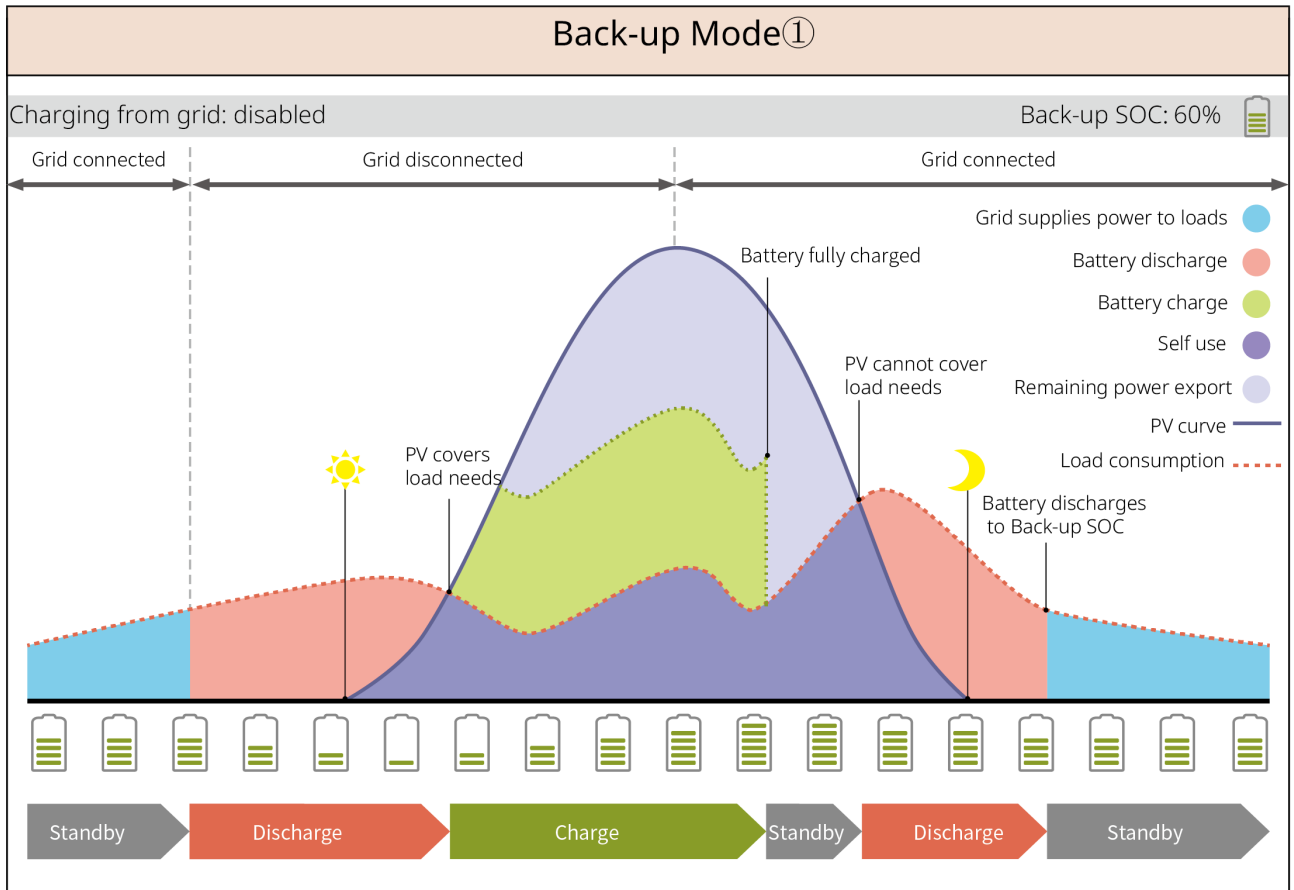 Back-up Mode①
Charging from grid: disabled
Back-up SOC: 60%
Grid connected
Grid disconnected
Grid connected
Grid supplies power to loads
Battery discharge
Battery charge
Self use
Remaining power export
PV curve
Load consumption
Battery fully charged
PV cannot cover
load needs
PV covers
load needs
Battery discharges
to Back-up SOC
Standby
Discharge
Charge
Standby
Discharge
Standby